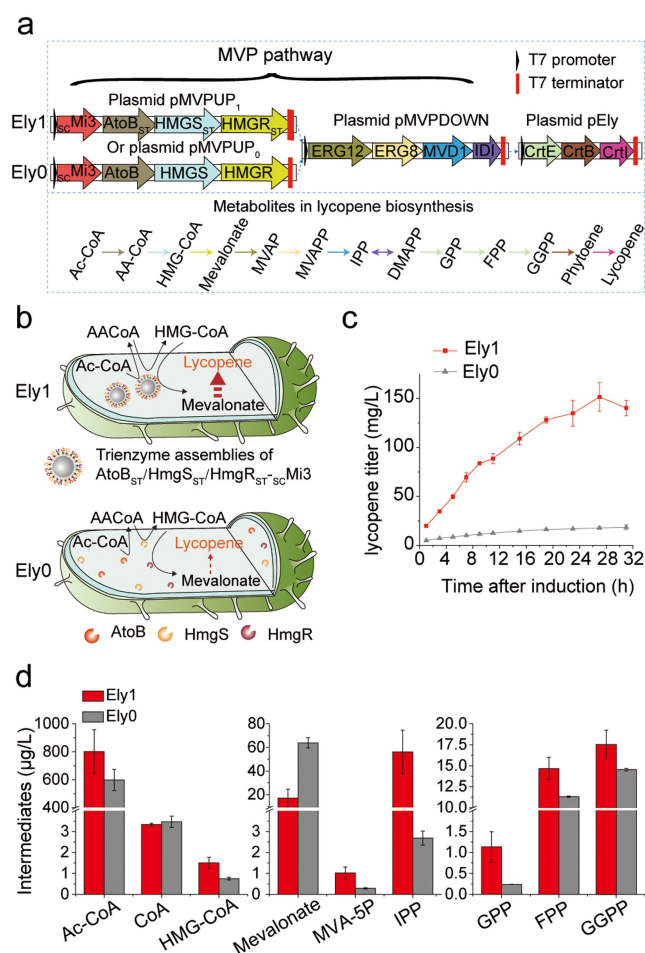 a
MVP pathway
T7 promoter
T7 terminator
Plasmid pMVPUP1
Ely1
SCMi3 AtoBST HMGSST HMGRST
Plasmid pMVPDOWN
Plasmid pEly
Or plasmid pMVPUP0
ERG12 ERG8 MVD1 IDI
CrtE CrtB CrtI
Ely0
SCMi3 AtoB HMGS HMGR
Metabolites in lycopene biosynthesis
Ac-CoA AA-CoA HMG-CoA Mevalonate MVAP MVAPP IPP DMAPP GPP FPP GGPP Phytoene Lycopene
b
AACoA HMG-CoA
Ac-CoA
Lycopene
Ely1
Mevalonate
Trienzyme assemblies of
AtoBST/HmgSST/HmgRST-SCMi3
AACoA HMG-CoA
Ac-CoA
Lycopene
Ely0
Mevalonate
AtoB HmgS HmgR
c
Ely1
Ely0
lycopene titer (mg/L)
150
100
50
25
0
0 4 8 12 16 20 24 28 32
Time after induction (h)
d
Ely1
Ely0
Intermediates (μg/L)
1000
800
600
400
3
2
1
0
Ac-CoA CoA HMG-CoA
80
60
40
20
0
4
3
2
1
0
Mevalonate MVA-5P IPP
20.0
17.5
15.0
12.5
10.0
1.5
1.0
0.5
0.0
GPP FPP GGPP